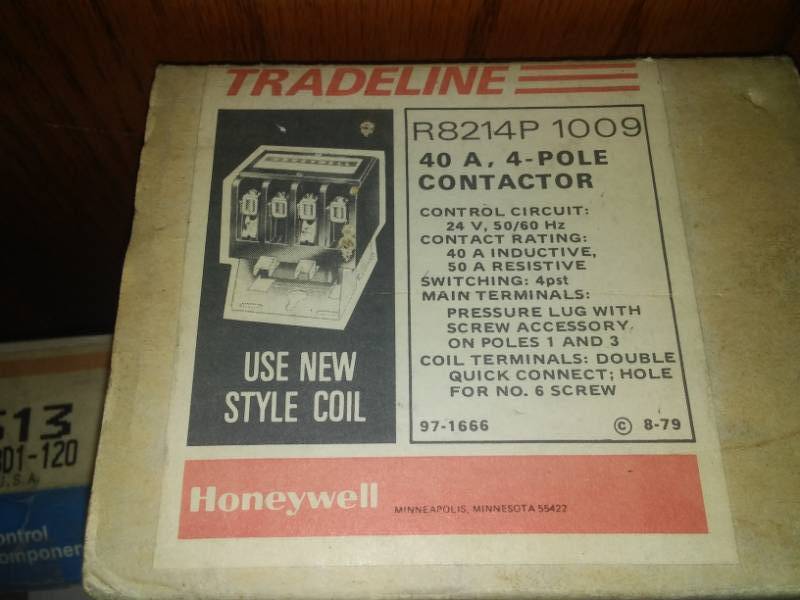 TRADELINE
HONEYWELL
USE NEW
STYLE COIL
R8214P 1009
40 A, 4-POLE
CONTACTOR
CONTROL CIRCUIT:
24 V, 50/60 Hz
CONTACT RATING:
40 A INDUCTIVE,
50 A RESISTIVE
SWITCHING: 4pst
MAIN TERMINALS:
PRESSURE LUG WITH
SCREW ACCESSORY
ON POLES 1 AND 3
COIL TERMINALS: DOUBLE
QUICK CONNECT; HOLE
FOR NO. 6 SCREW
97-1666 © 8-79
Honeywell MINNEAPOLIS, MINNESOTA 55422
513
01-120
U.S.A.
ontrol
omponen